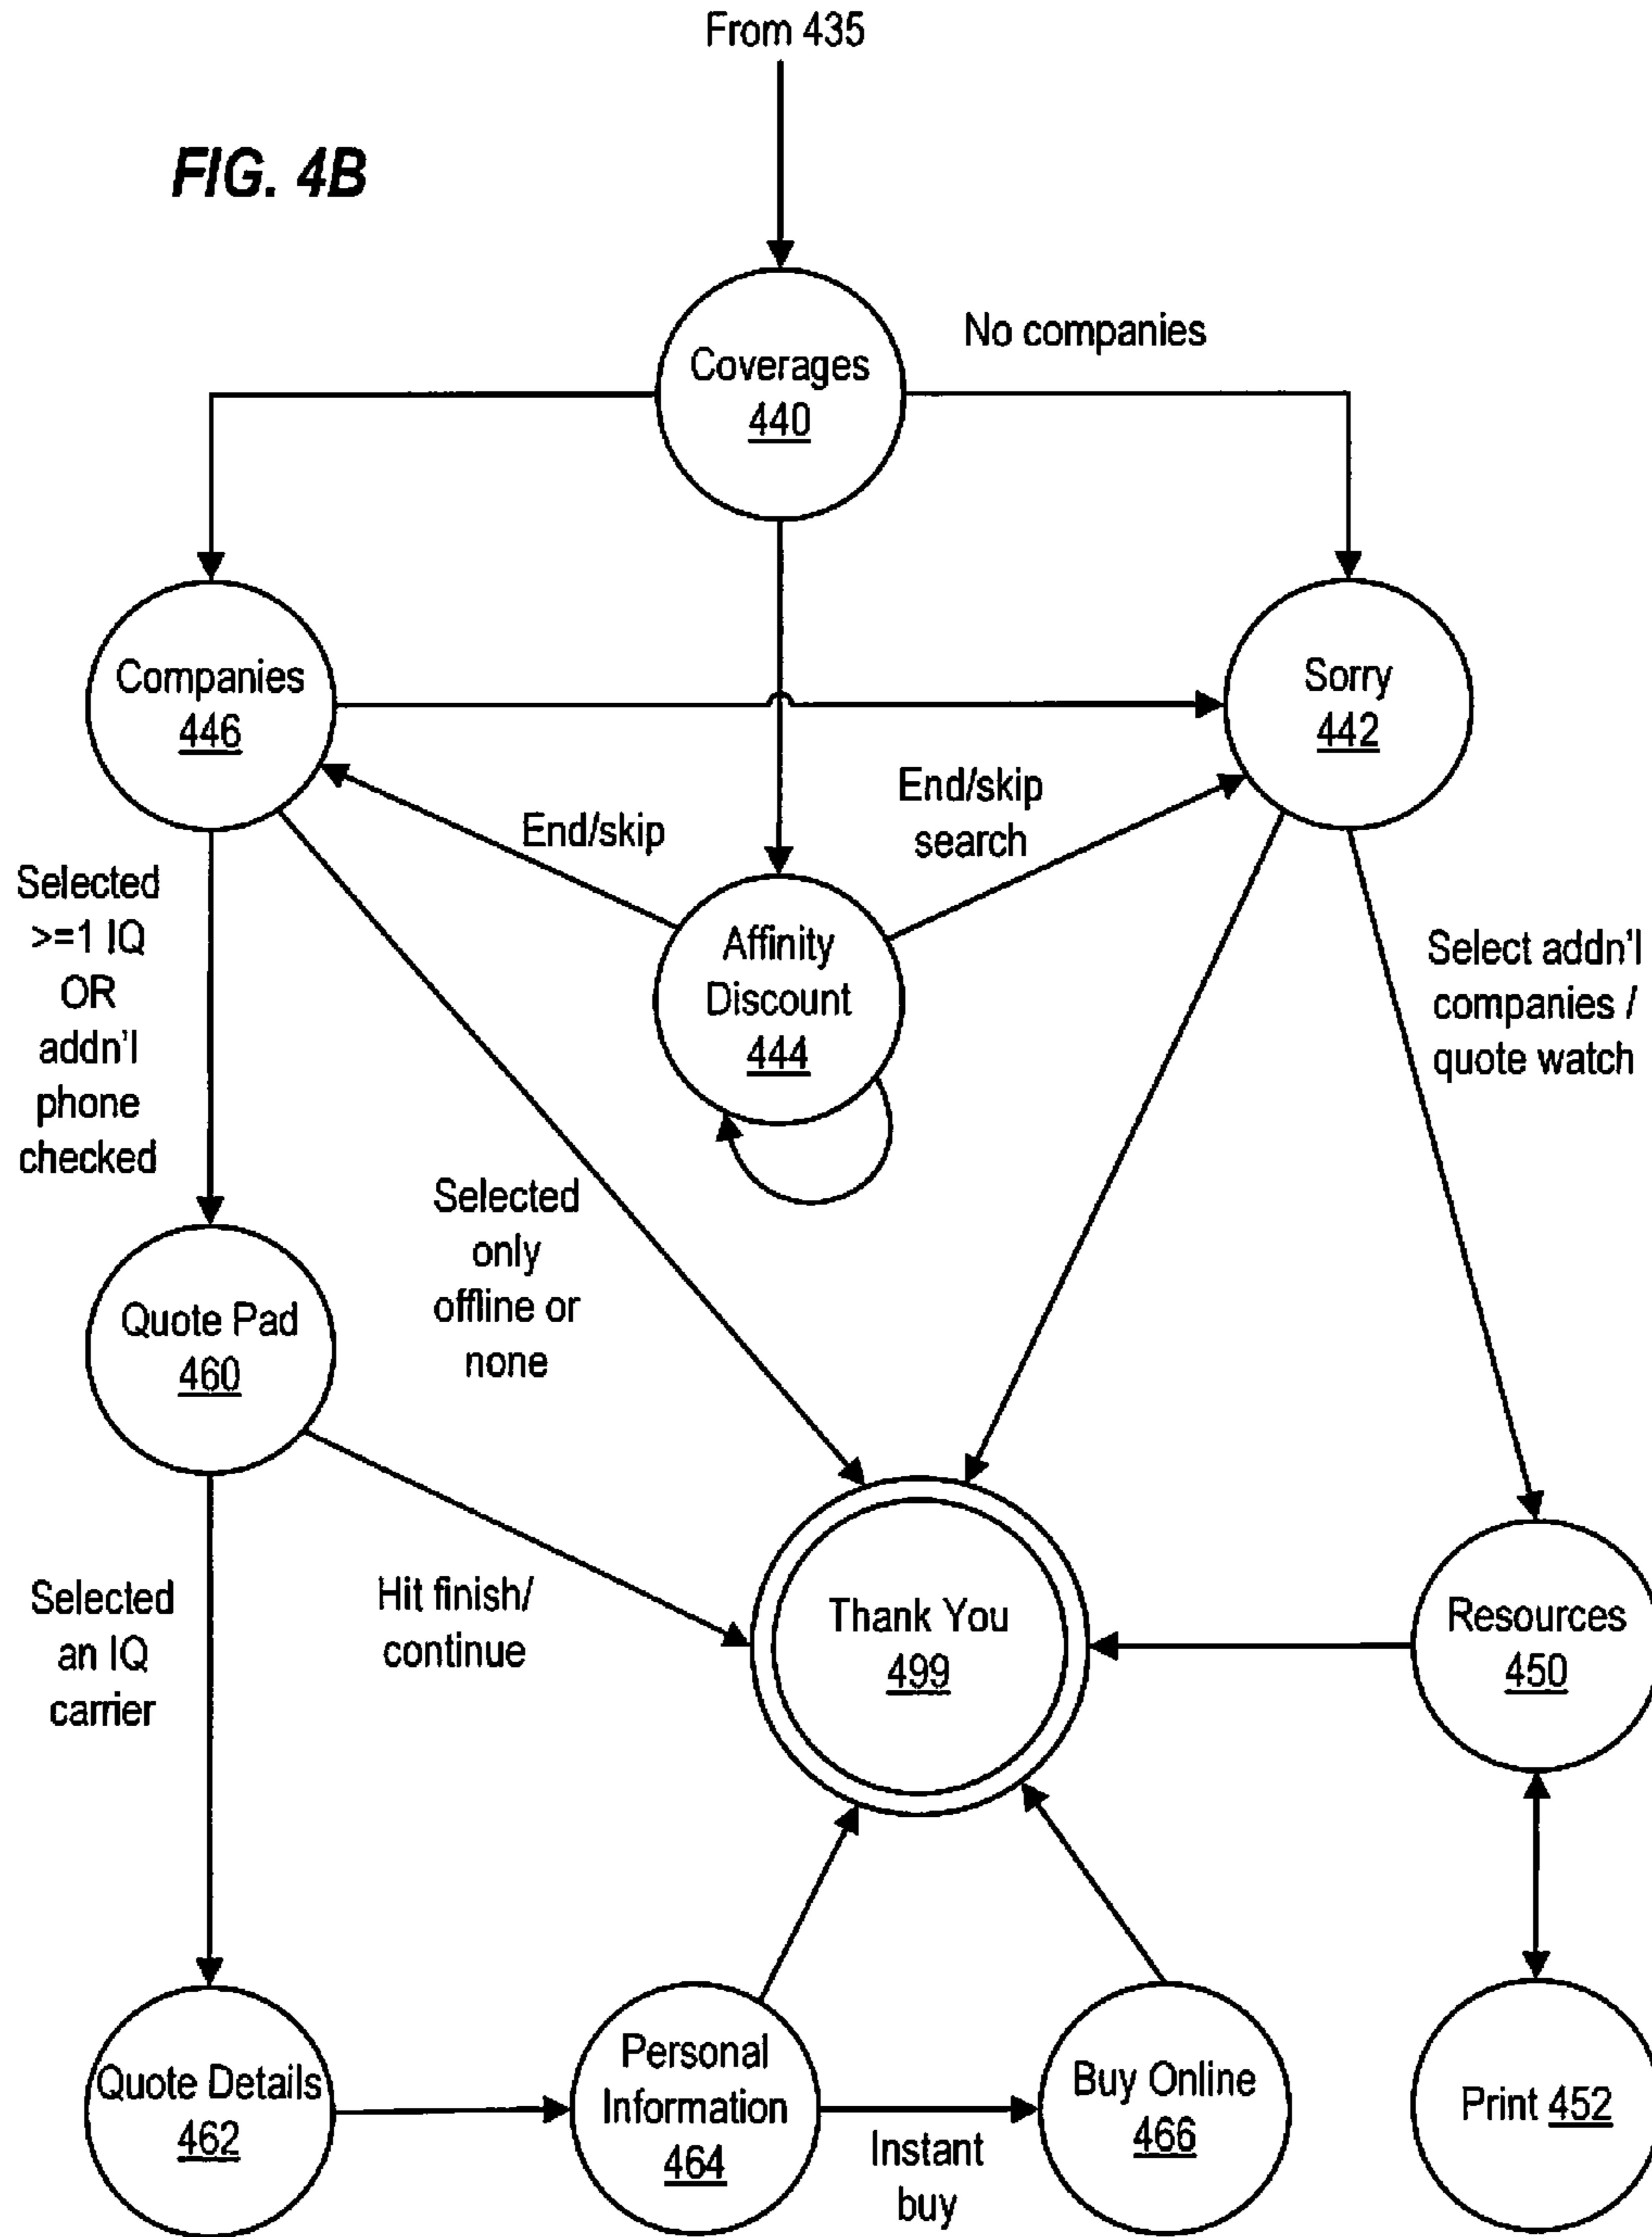 From 435
FIG. 4B
No companies
Coverages
440
Companies
446
Sorry
442
End/skip
End/skip
search
Selected
>=1 IQ
OR
addn'l
phone
checked
Affinity
Discount
444
Select addn'l
companies /
quote watch
Selected
only
offline or
none
Quote Pad
460
Selected
an IQ
carrier
Hit finish/
continue
Thank You
499
Resources
450
Quote Details
462
Personal
Information
464
Instant
buy
Buy Online
466
Print 452